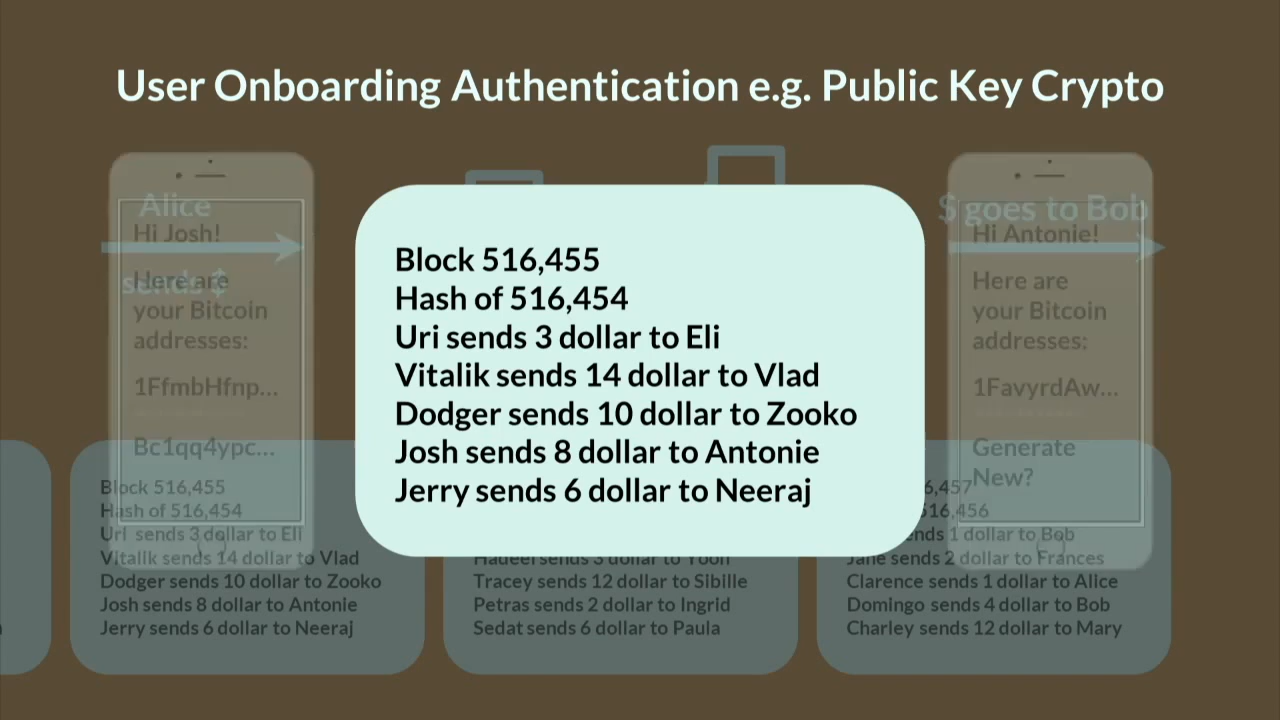 User Onboarding Authentication e.g. Public Key Crypto
Alice
sends $
Hi Josh!
Here are
your Bitcoin
addresses:
1FfmbHfnp...
Bc1qq4ypc...
Block 516,455
Hash of 516,454
Uri sends 3 dollar to Eli
Vitalik sends 14 dollar to Vlad
Dodger sends 10 dollar to Zooko
Josh sends 8 dollar to Antonie
Jerry sends 6 dollar to Neeraj
$ goes to Bob
Hi Antonie!
Here are
your Bitcoin
addresses:
1FavyrdAw...
Generate
New?
Block 516,455
Hash of 516,454
Uri sends 3 dollar to Eli
Vitalik sends 14 dollar to Vlad
Dodger sends 10 dollar to Zooko
Josh sends 8 dollar to Antonie
Jerry sends 6 dollar to Neeraj
Hadeel sends 3 dollar to Yoon
Tracey sends 12 dollar to Sibille
Petras sends 2 dollar to Ingrid
Sedat sends 6 dollar to Paula
6,457
516,456
sends 1 dollar to Bob
Jane sends 2 dollar to Frances
Clarence sends 1 dollar to Alice
Domingo sends 4 dollar to Bob
Charley sends 12 dollar to Mary